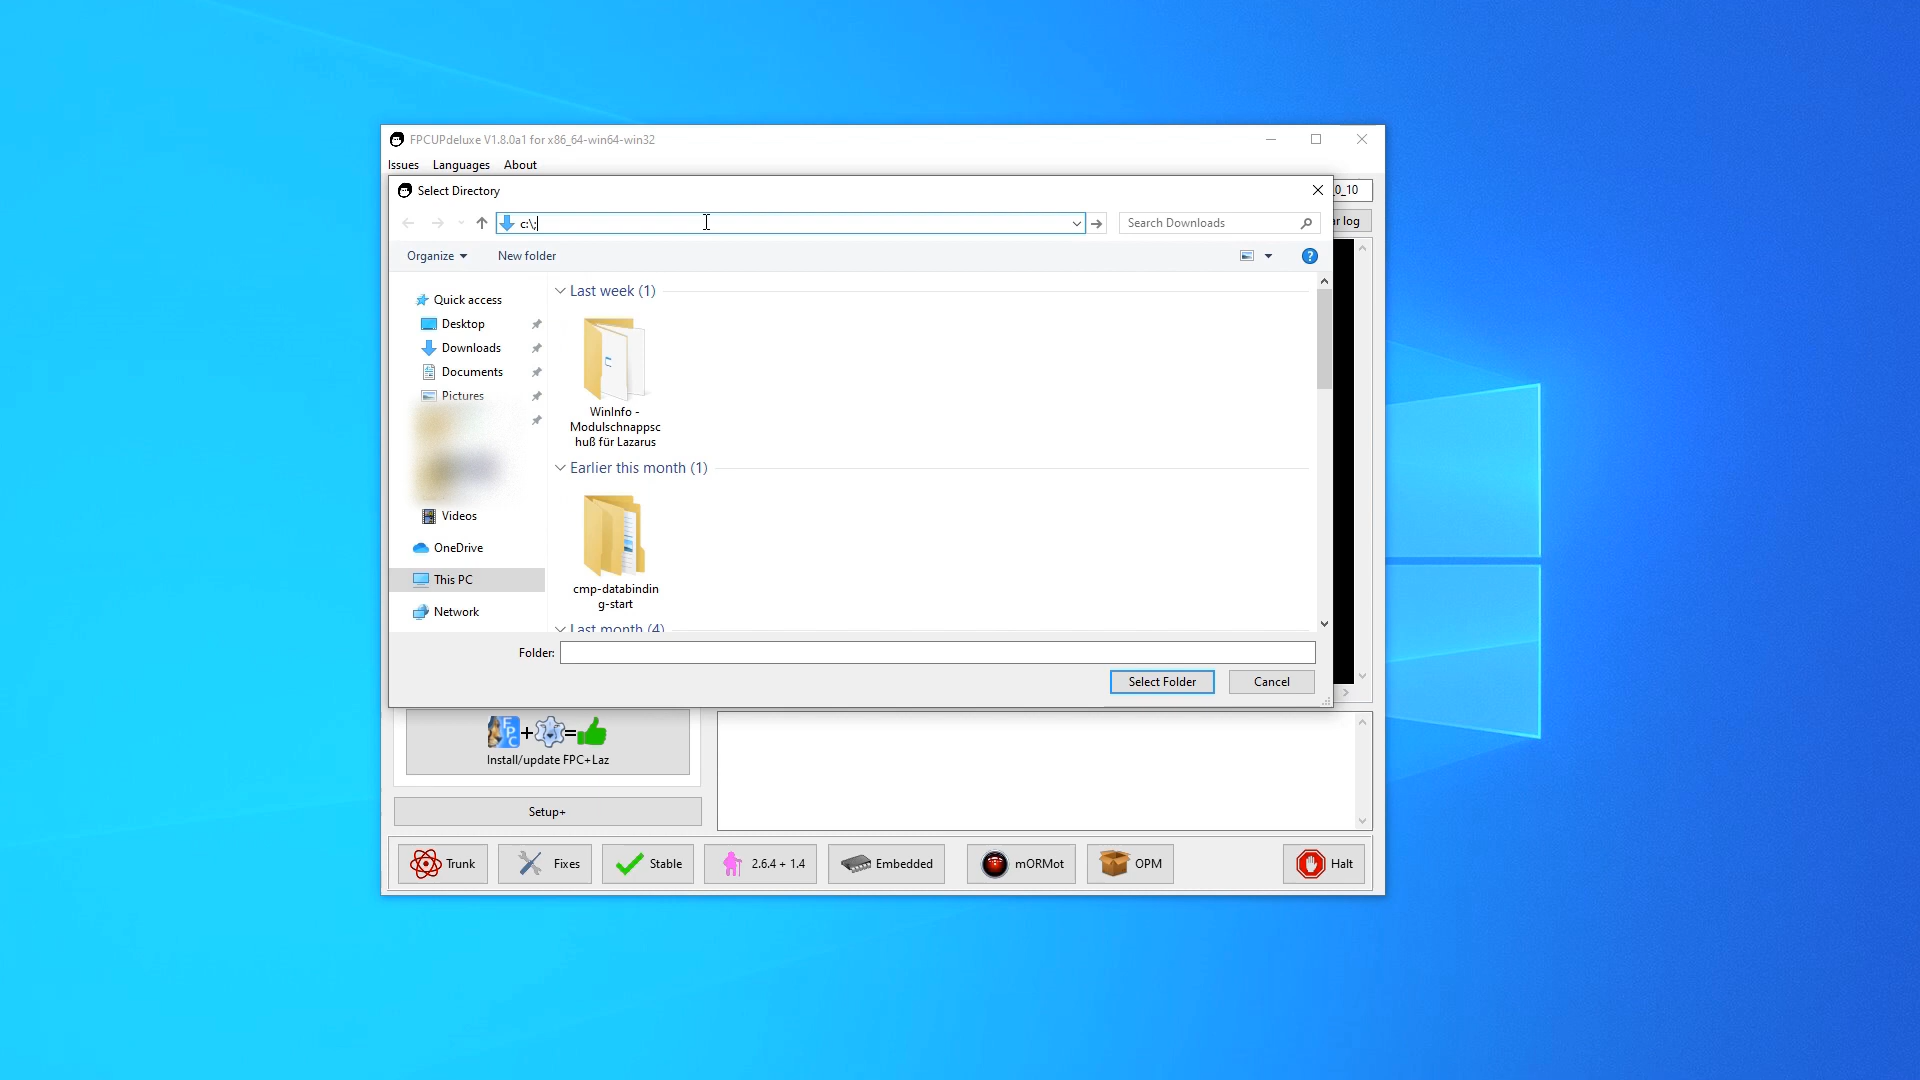 FPCUPdeluxe V1.8.0a1 for x86_64-win64-win32
Issues Languages About
Select Directory
0_10
c:\;
Search Downloads
ar log
Organize
New folder
?
Quick access
Desktop
Downloads
Documents
Pictures
Videos
OneDrive
This PC
Network
Last week (1)
WinInfo -
Modulschnappsc
huß für Lazarus
Earlier this month (1)
cmp-databindin
g-start
Last month (4)
Folder:
Select Folder
Cancel
FPC
+
=
Install/update FPC+Laz
Setup+
Trunk
Fixes
Stable
2.6.4 + 1.4
Embedded
mORMot
OPM
Halt